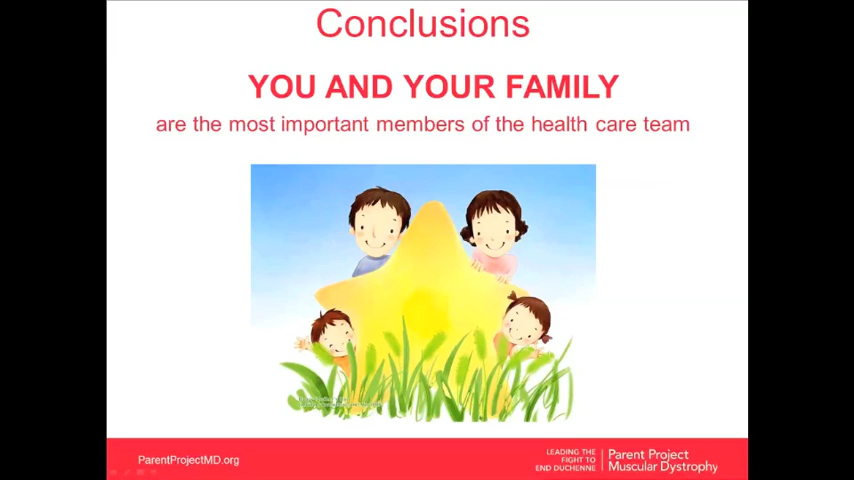 Conclusions
YOU AND YOUR FAMILY
are the most important members of the health care team
ParentProjectMD.org
LEADING THE
FIGHT TO
END DUCHENNE
Parent Project
Muscular Dystrophy